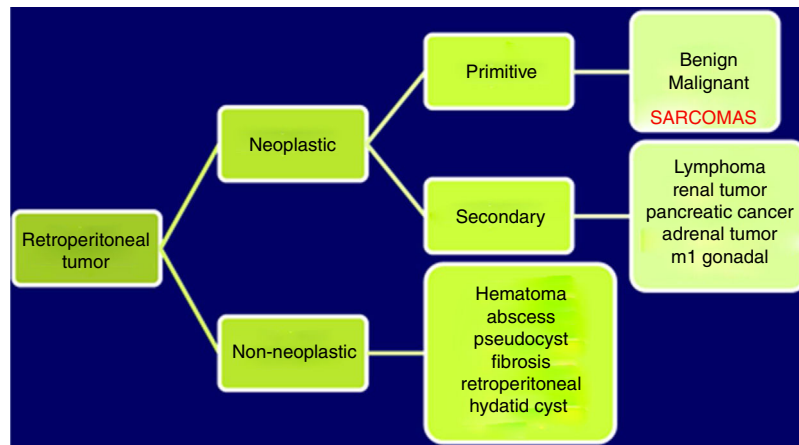 Retroperitoneal
tumor
Neoplastic
Non-neoplastic
Primitive
Secondary
Benign
Malignant
SARCOMAS
Lymphoma
renal tumor
pancreatic cancer
adrenal tumor
m1 gonadal
Hematoma
abscess
pseudocyst
fibrosis
retroperitoneal
hydatid cyst